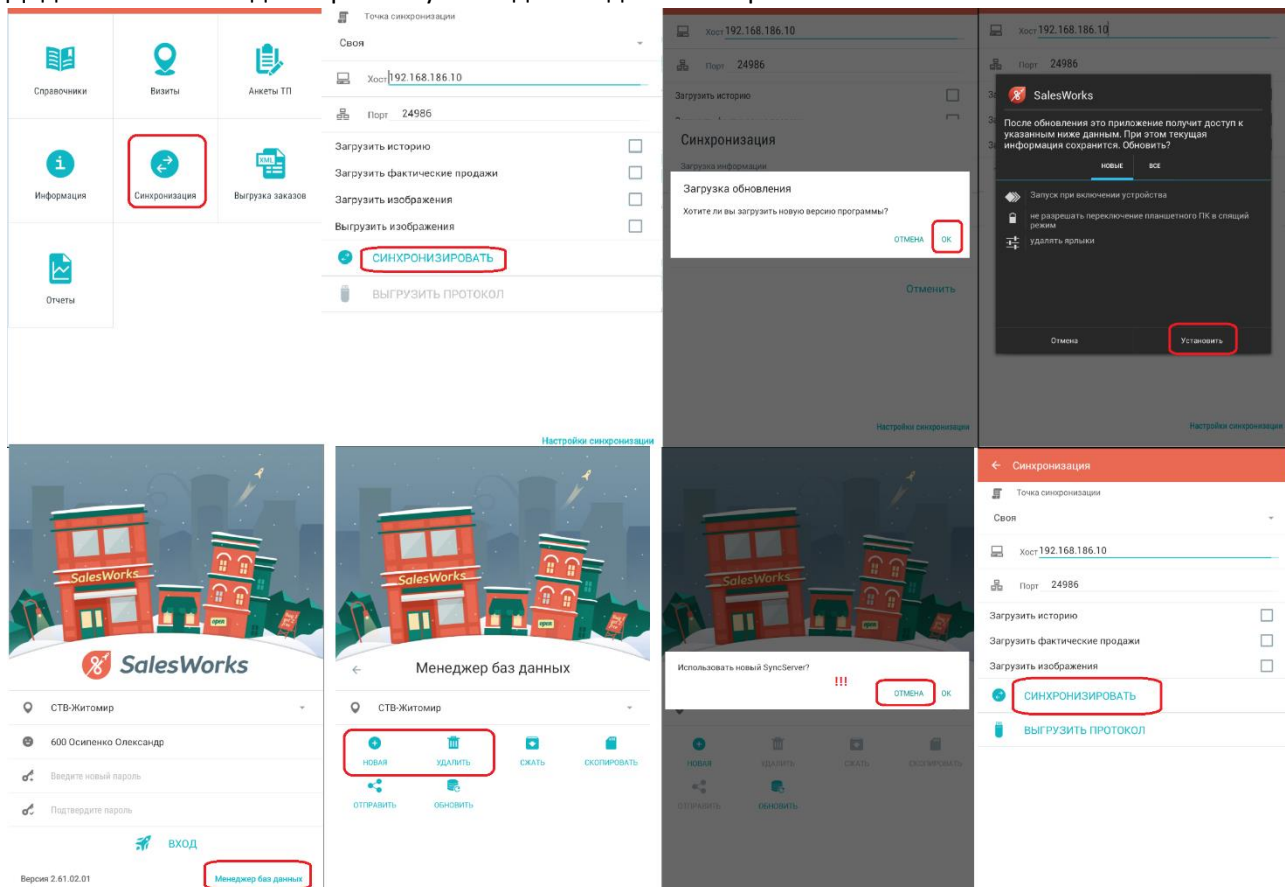 Справочники
Визиты
Анкеты ТП
Информация
Синхронизация
XML
Выгрузка заказов
Отчеты
Точка синхронизации
Своя
Хост 192.168.186.10
Порт 24986
Загрузить историю
Загрузить фактические продажи
Загрузить изображения
Выгрузить изображения
СИНХРОНИЗИРОВАТЬ
ВЫГРУЗИТЬ ПРОТОКОЛ
Настройки синхронизации
Хост 192.168.186.10
Порт 24986
Загрузить историю
Синхронизация
Загрузка информации
Загрузка обновления
Хотите ли вы загрузить новую версию программы?
ОТМЕНА ОК
Отменить
Настройки синхронизации
Хост 192.168.186.10
Порт 24986
SalesWorks
После обновления это приложение получит доступ к
указанным ниже данным. При этом текущая
информация сохранится. Обновить?
НОВЫЕ ВСЕ
Запуск при включении устройства
не разрешать переключение планшетного ПК в спящий
режим
удалять ярлыки
Отмена Установить
Настройки синхронизации
SalesWorks
open
SalesWorks
СТВ-Житомир
600 Осипенко Олександр
Введите новый пароль
Подтвердите пароль
ВХОД
Версия 2.61.02.01 Менеджер баз данных
SalesWorks
open
Менеджер баз данных
СТВ-Житомир
НОВАЯ УДАЛИТЬ СЖАТЬ СКОПИРОВАТЬ
ОТПРАВИТЬ ОБНОВИТЬ
SalesWorks
open
Использовать новый SyncServer?
!!!
ОТМЕНА ОК
НОВАЯ УДАЛИТЬ СЖАТЬ СКОПИРОВАТЬ
ОТПРАВИТЬ ОБНОВИТЬ
Синхронизация
Точка синхронизации
Своя
Хост 192.168.186.10
Порт 24986
Загрузить историю
Загрузить фактические продажи
Загрузить изображения
СИНХРОНИЗИРОВАТЬ
ВЫГРУЗИТЬ ПРОТОКОЛ